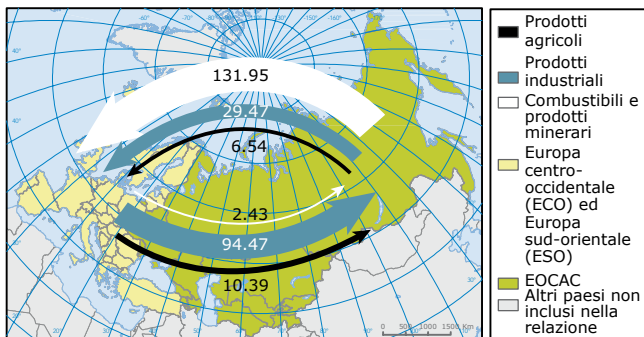 131.95
29.47
6.54
2.43
94.47
10.39
0 500 1000 1500 Km
Prodotti
agricoli
Prodotti
industriali
Combustibili e
prodotti
minerari
Europa
centro-
occidentale
(ECO) ed
Europa
sud-orientale
(ESO)
EOCAC
Altri paesi non
inclusi nella
relazione